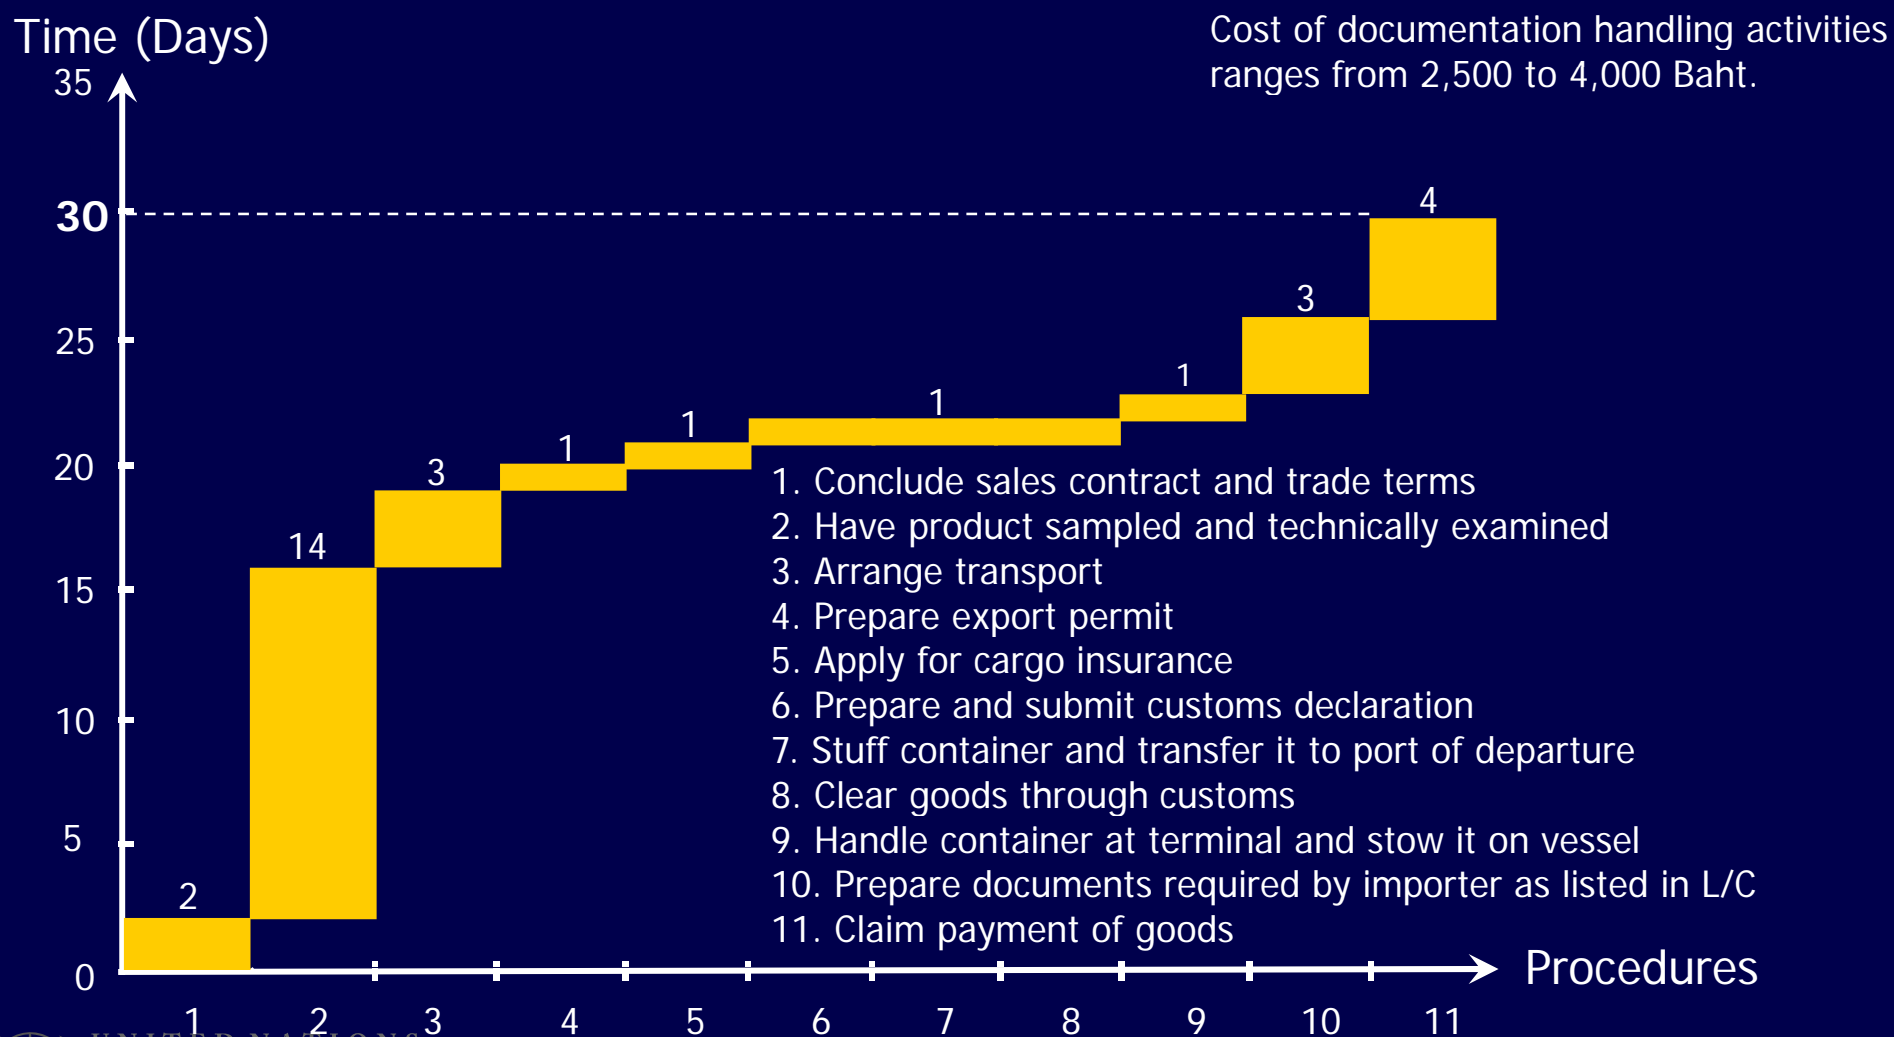 Time (Days)
Cost of documentation handling activities
ranges from 2,500 to 4,000 Baht.
35
30
25
20
15
10
5
0
2
14
3
1
1
1
1
3
4
1. Conclude sales contract and trade terms
2. Have product sampled and technically examined
3. Arrange transport
4. Prepare export permit
5. Apply for cargo insurance
6. Prepare and submit customs declaration
7. Stuff container and transfer it to port of departure
8. Clear goods through customs
9. Handle container at terminal and stow it on vessel
10. Prepare documents required by importer as listed in L/C
11. Claim payment of goods
Procedures
1 2 3 4 5 6 7 8 9 10 11
UNITED NATIONS